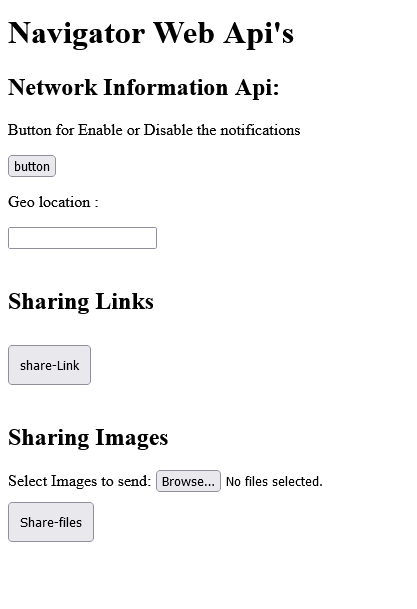 Navigator Web Api's
Network Information Api:
Button for Enable or Disable the notifications
button
Geo location :
Sharing Links
share-Link
Sharing Images
Select Images to send: Browse... No files selected.
Share-files